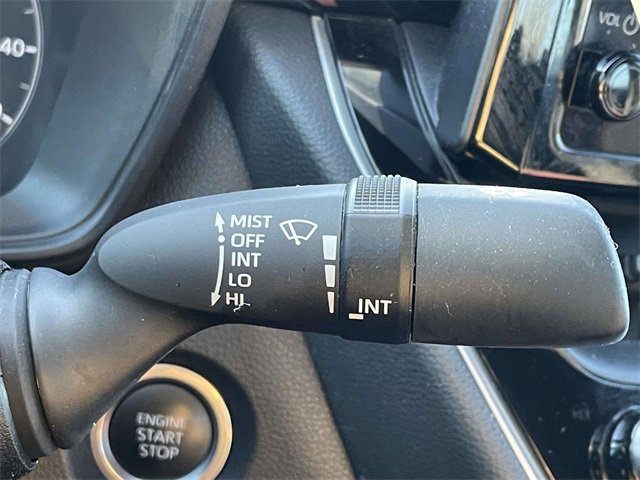 40
VOL
MIST
OFF
INT
LO
HI
INT
ENGINE
START
STOP